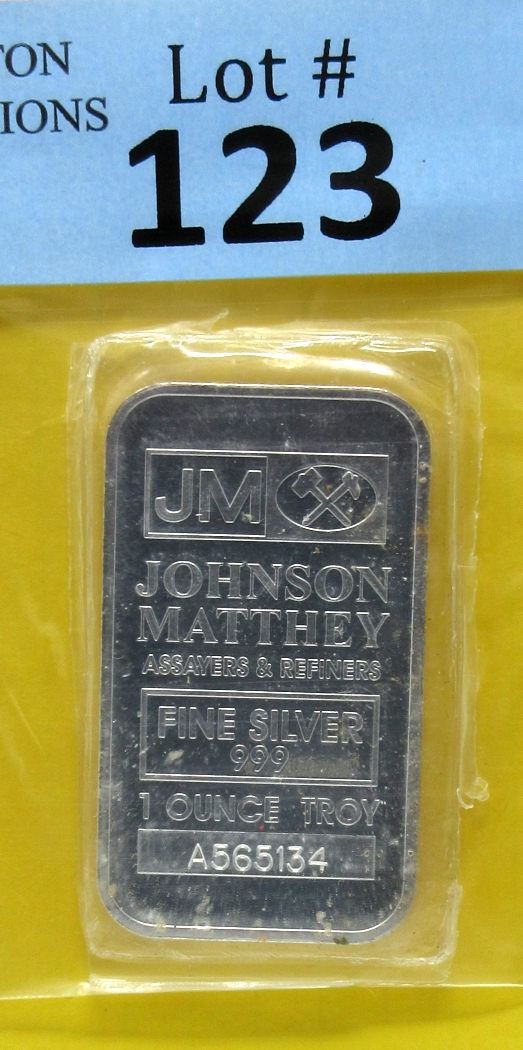 TON
IONS
Lot #
123
JM
JOHNSON
MATTHEY
ASSAYERS & REFINERS
FINE SILVER
999
1 OUNCE TROY
A565134